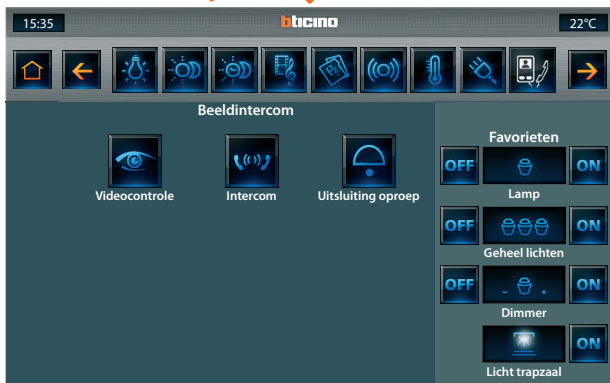 15:35
bticino
22°C
Beeldintercom
Videocontrole
Intercom
Uitsluiting oproep
Favorieten
OFF
ON
Lamp
OFF
ON
Geheel lichten
OFF
- +
ON
Dimmer
ON
Licht trapzaal